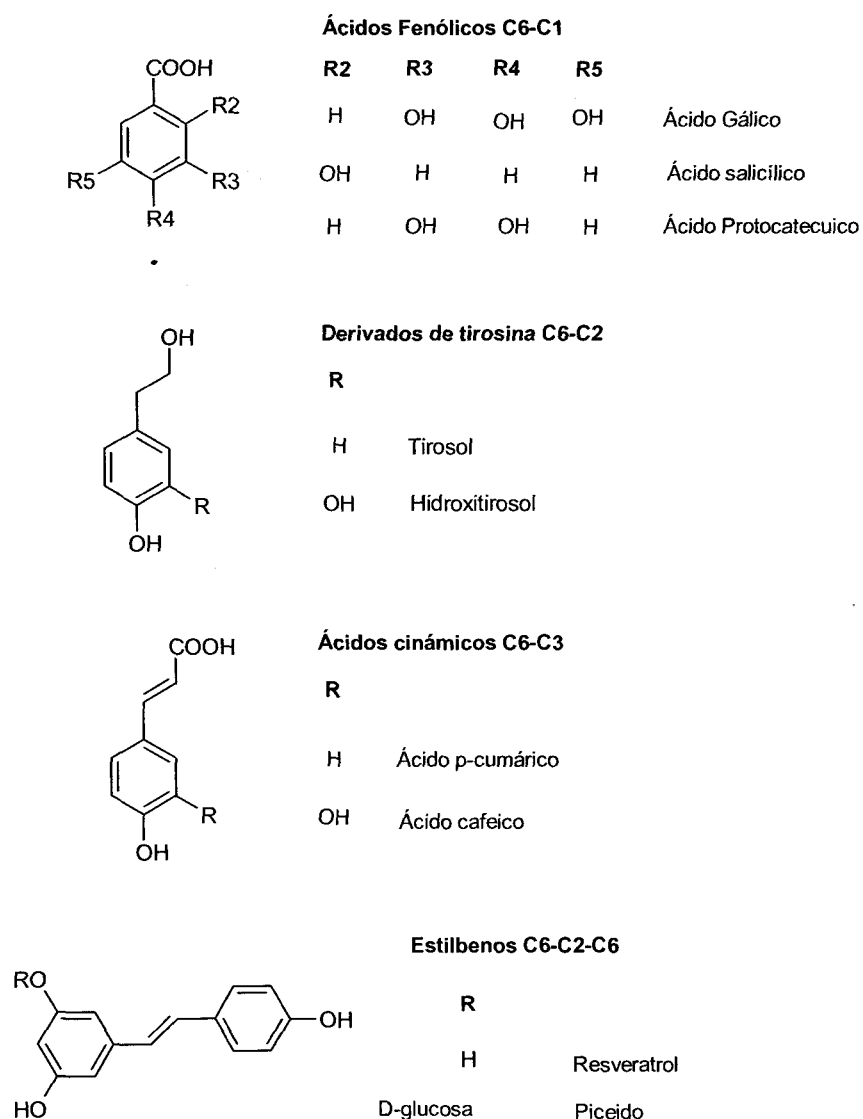 Ácidos Fenólicos C6-C1
COOH
R2 R3 R4 R5
R2
H OH OH OH Ácido Gálico
R5 R3
OH H H H Ácido salicílico
R4
H OH OH H Ácido Protocatecuico
OH
Derivados de tirosina C6-C2
R
H Tirosol
R
OH Hidroxitirosol
OH
COOH
Ácidos cinámicos C6-C3
R
H Ácido p-cumárico
R
OH Ácido cafeico
OH
Estilbenos C6-C2-C6
RO
R
OH
H Resveratrol
HO
D-glucosa Piceido